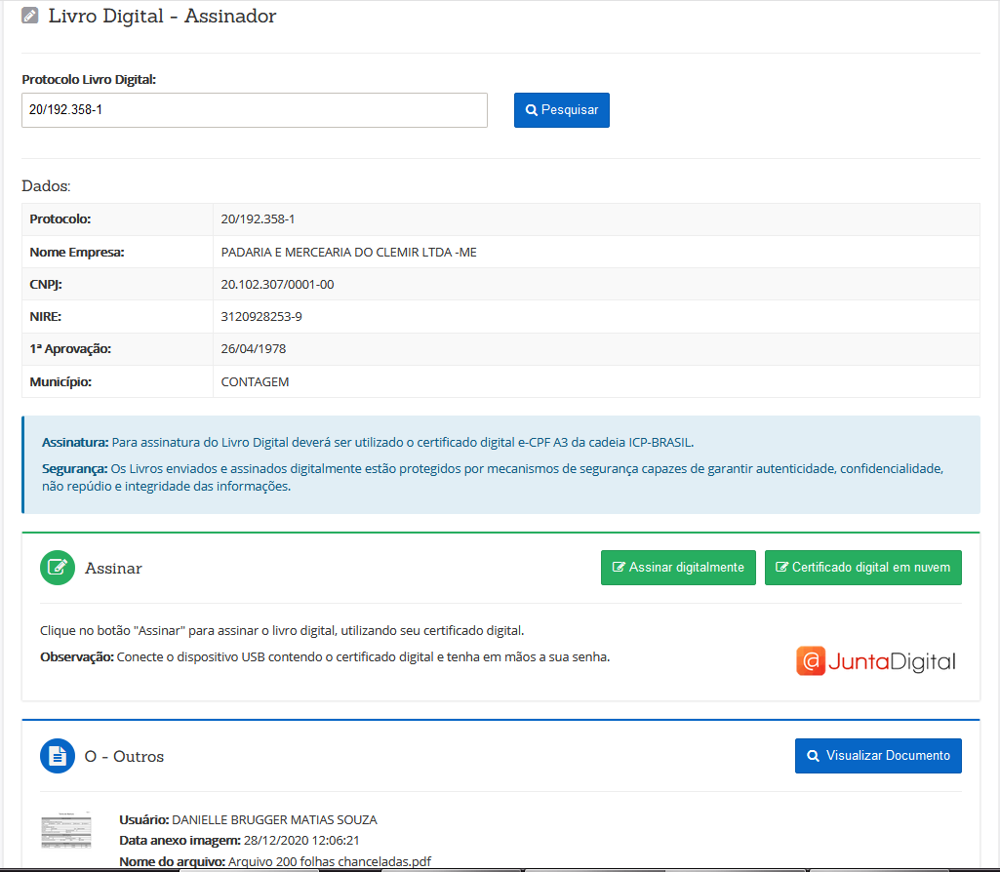 Livro Digital - Assinador
Protocolo Livro Digital:
20/192.358-1
Pesquisar
Dados:
Protocolo: 20/192.358-1
Nome Empresa: PADARIA E MERCEARIA DO CLEMIR LTDA -ME
CNPJ: 20.102.307/0001-00
NIRE: 3120928253-9
1ª Aprovação: 26/04/1978
Município: CONTAGEM
Assinatura: Para assinatura do Livro Digital deverá ser utilizado o certificado digital e-CPF A3 da cadeia ICP-BRASIL.
Segurança: Os Livros enviados e assinados digitalmente estão protegidos por mecanismos de segurança capazes de garantir autenticidade, confidencialidade,
não repúdio e integridade das informações.
Assinar
Assinar digitalmente
Certificado digital em nuvem
Clique no botão "Assinar" para assinar o livro digital, utilizando seu certificado digital.
Observação: Conecte o dispositivo USB contendo o certificado digital e tenha em mãos a sua senha.
@ JuntaDigital
O - Outros
Visualizar Documento
Usuário: DANIELLE BRUGGER MATIAS SOUZA
Data anexo imagem: 28/12/2020 12:06:21
Nome do arquivo: Arquivo 200 folhas chanceladas.pdf